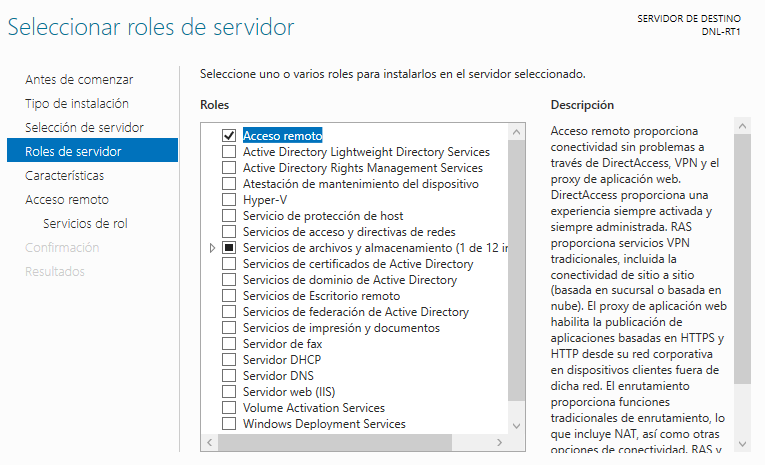 Seleccionar roles de servidor
SERVIDOR DE DESTINO
DNL-RT1
Antes de comenzar
Tipo de instalación
Selección de servidor
Roles de servidor
Características
Acceso remoto
Servicios de rol
Confirmación
Resultados
Seleccione uno o varios roles para instalarlos en el servidor seleccionado.
Roles
Acceso remoto
Active Directory Lightweight Directory Services
Active Directory Rights Management Services
Atestación de mantenimiento del dispositivo
Hyper-V
Servicio de protección de host
Servicios de acceso y directivas de redes
Servicios de archivos y almacenamiento (1 de 12 in
Servicios de certificados de Active Directory
Servicios de dominio de Active Directory
Servicios de Escritorio remoto
Servicios de federación de Active Directory
Servicios de impresión y documentos
Servidor de fax
Servidor DHCP
Servidor DNS
Servidor web (IIS)
Volume Activation Services
Windows Deployment Services
Descripción
Acceso remoto proporciona
conectividad sin problemas a
través de DirectAccess, VPN y el
proxy de aplicación web.
DirectAccess proporciona una
experiencia siempre activada y
siempre administrada. RAS
proporciona servicios VPN
tradicionales, incluida la
conectividad de sitio a sitio
(basada en sucursal o basada en
nube). El proxy de aplicación web
habilita la publicación de
aplicaciones basadas en HTTPS y
HTTP desde su red corporativa
en dispositivos clientes fuera de
dicha red. El enrutamiento
proporciona funciones
tradicionales de enrutamiento, lo
que incluye NAT, así como otras
opciones de conectividad. RAS y